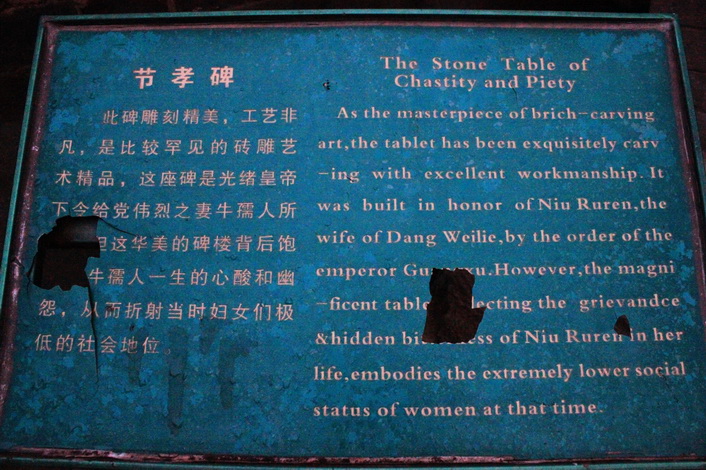 节孝碑
此碑雕刻精美，工艺非
凡，是比较罕见的砖雕艺
术精品，这座碑是光绪皇帝
下令给党伟烈之妻牛孺人所
这华美的碑楼背后饱
牛孺人一生的心酸和幽
怨，从而折射当时妇女们极
低的社会地位。
The Stone Table of
Chastity and Piety
As the masterpiece of brich-carving
art,the tablet has been exquisitely carv
-ing with excellent workmanship. It
was built in honor of Niu Ruren,the
wife of Dang Weilie,by the order of the
emperor However,the magni
-ficent the grievandce
&hidden of Niu Ruren in her
life,embodies the extremely lower social
status of women at that time.